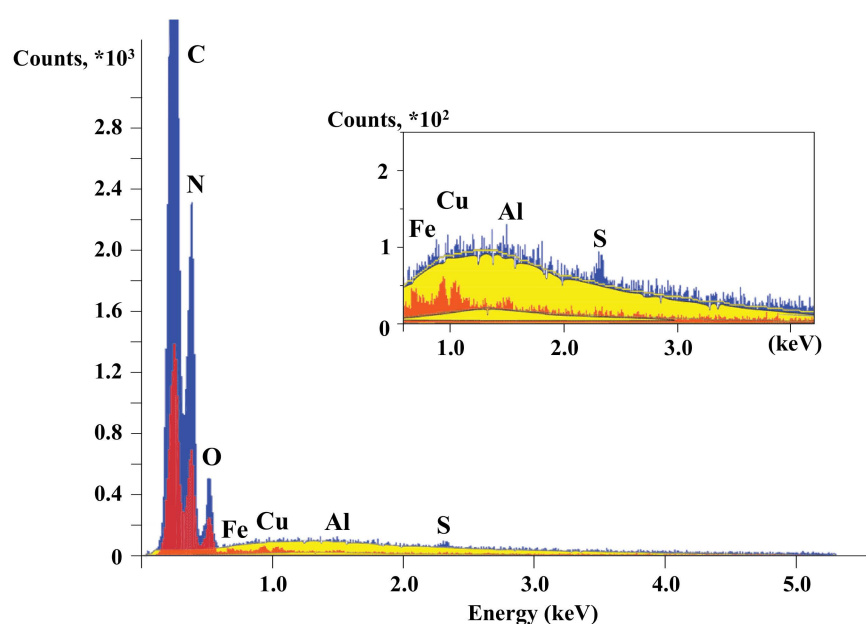 Counts, *10³
C
2.8
N
2.4
2.0
1.6
1.2
0.8
O
0.4
Fe
Cu
Al
S
0
1.0
2.0
3.0
4.0
5.0
Energy (keV)
Counts, *10²
2
Cu
Fe
Al
S
1
0
1.0
2.0
3.0
(keV)